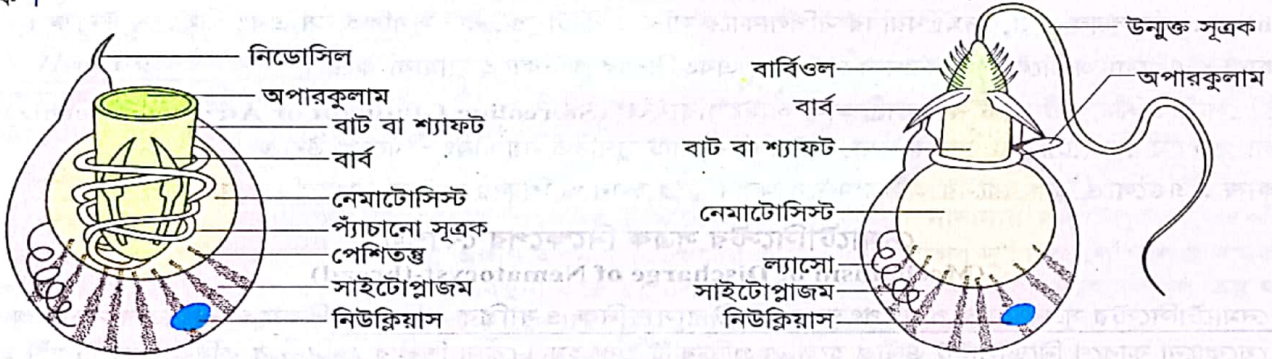 নিডোসিল
অপারকুলাম
বাট বা শ্যাফট
বার্ব
নেমাটোসিস্ট
প্যাঁচানো সূত্রক
পেশিতন্তু
সাইটোপ্লাজম
নিউক্লিয়াস
উন্মুক্ত সূত্রক
বার্বিওল
অপারকুলাম
বার্ব
বাট বা শ্যাফট
নেমাটোসিস্ট
ল্যাসো
সাইটোপ্লাজম
নিউক্লিয়াস